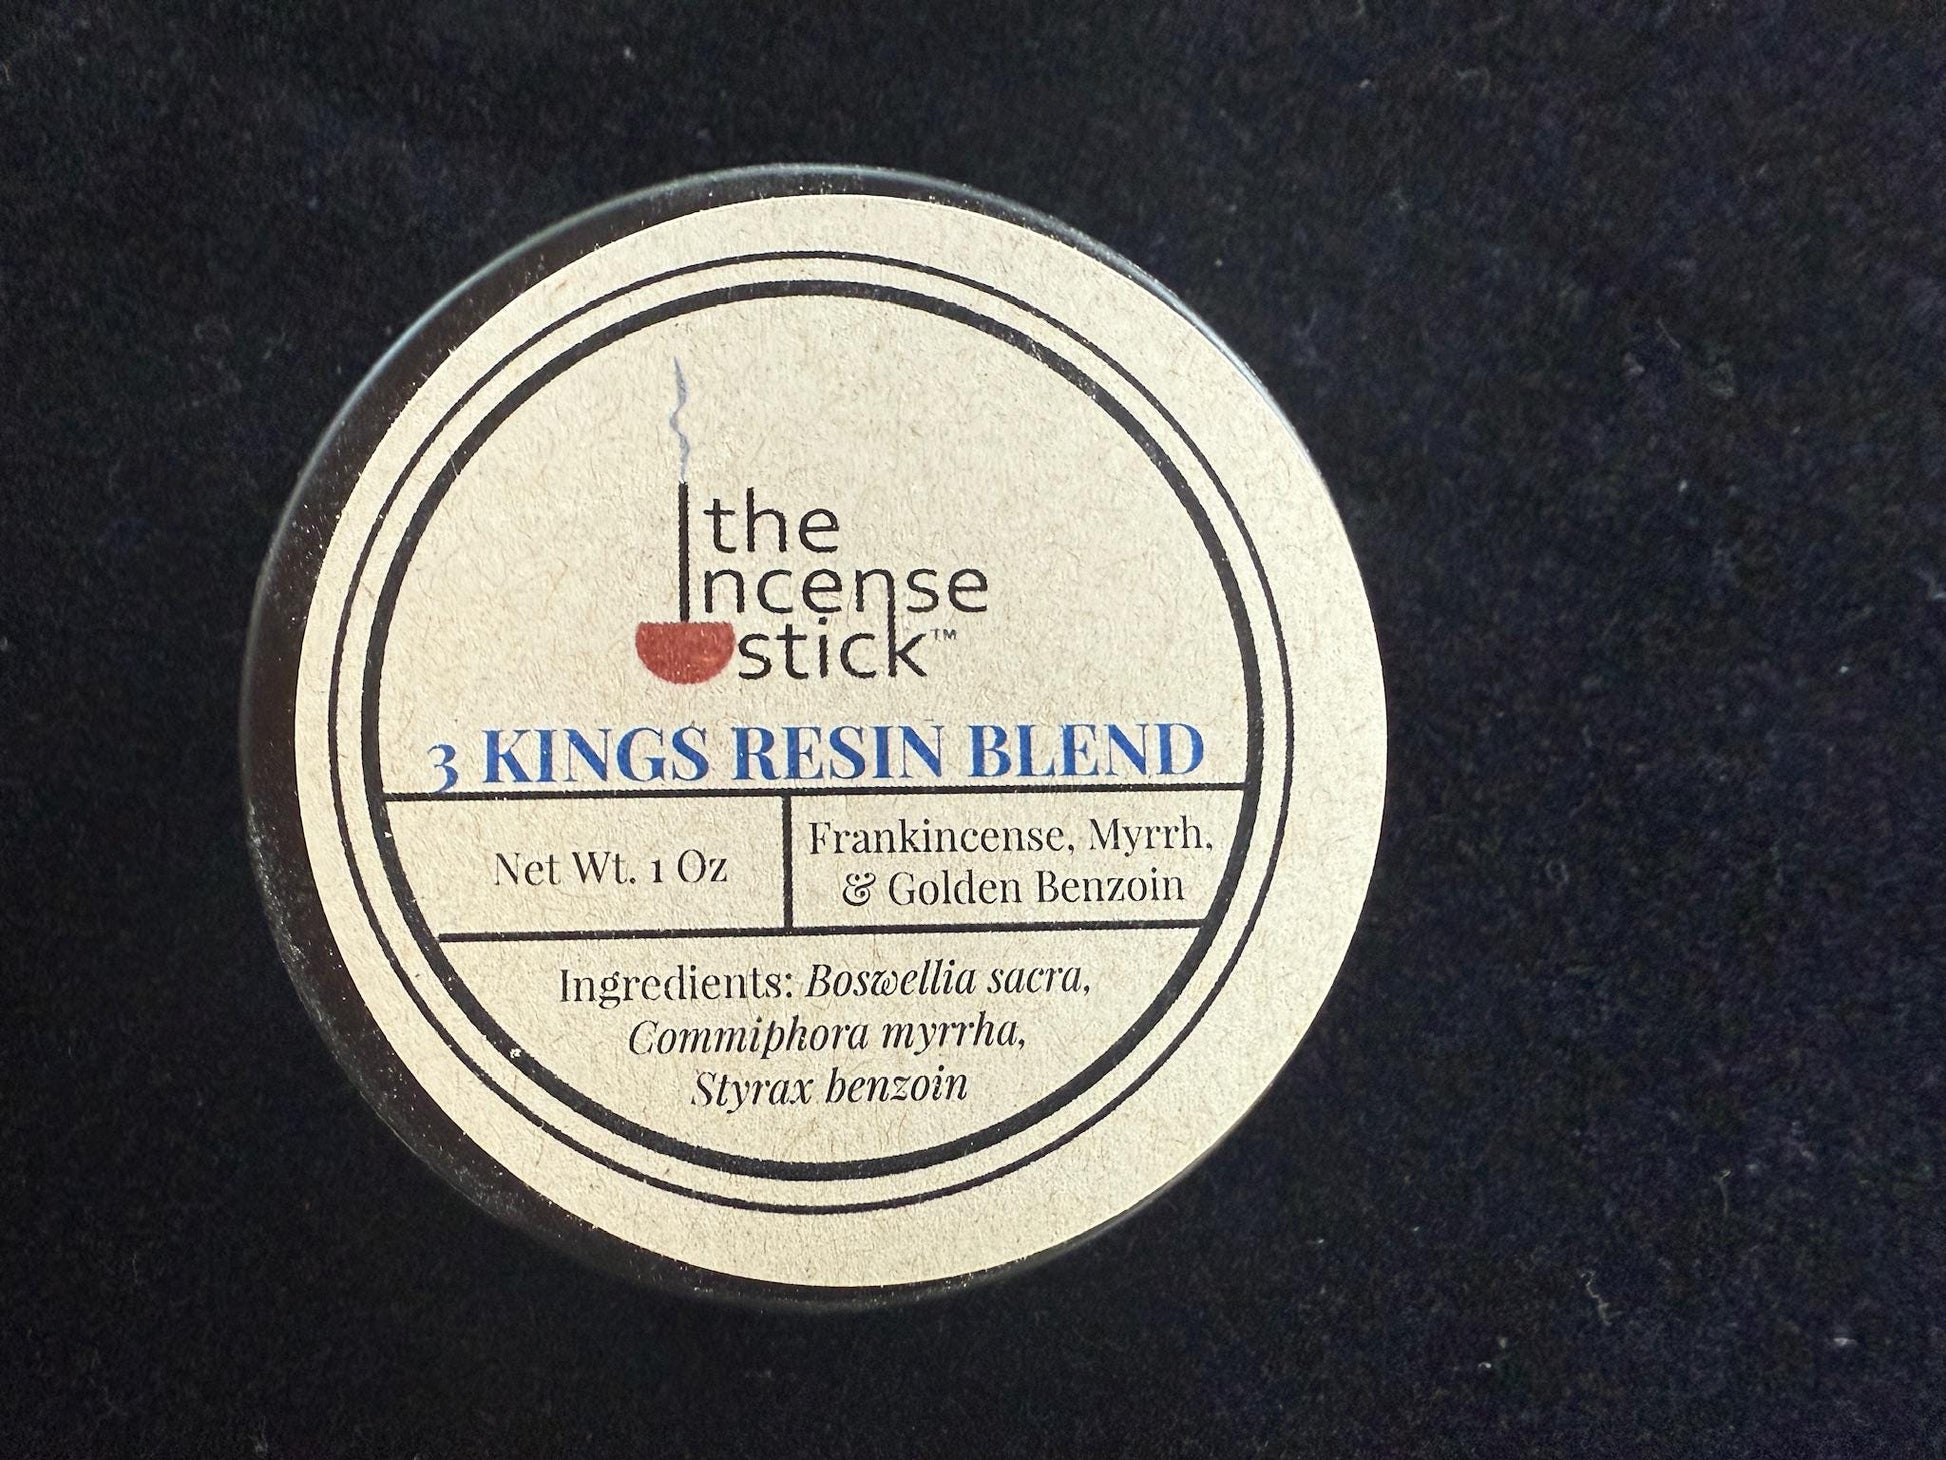 the
Incense
stick™
3 KINGS RESIN BLEND
Net Wt. 1 Oz
Frankincense, Myrrh,
& Golden Benzoin
Ingredients: Boswellia sacra,
Commiphora myrrha,
Styrax benzoin